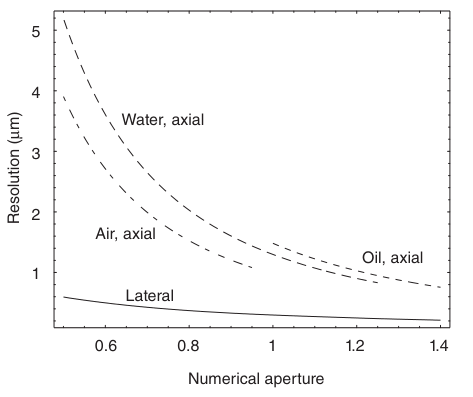 5
4
3
2
1
Resolution (μm)
Water, axial
Air, axial
Oil, axial
Lateral
0.6 0.8 1 1.2 1.4
Numerical aperture